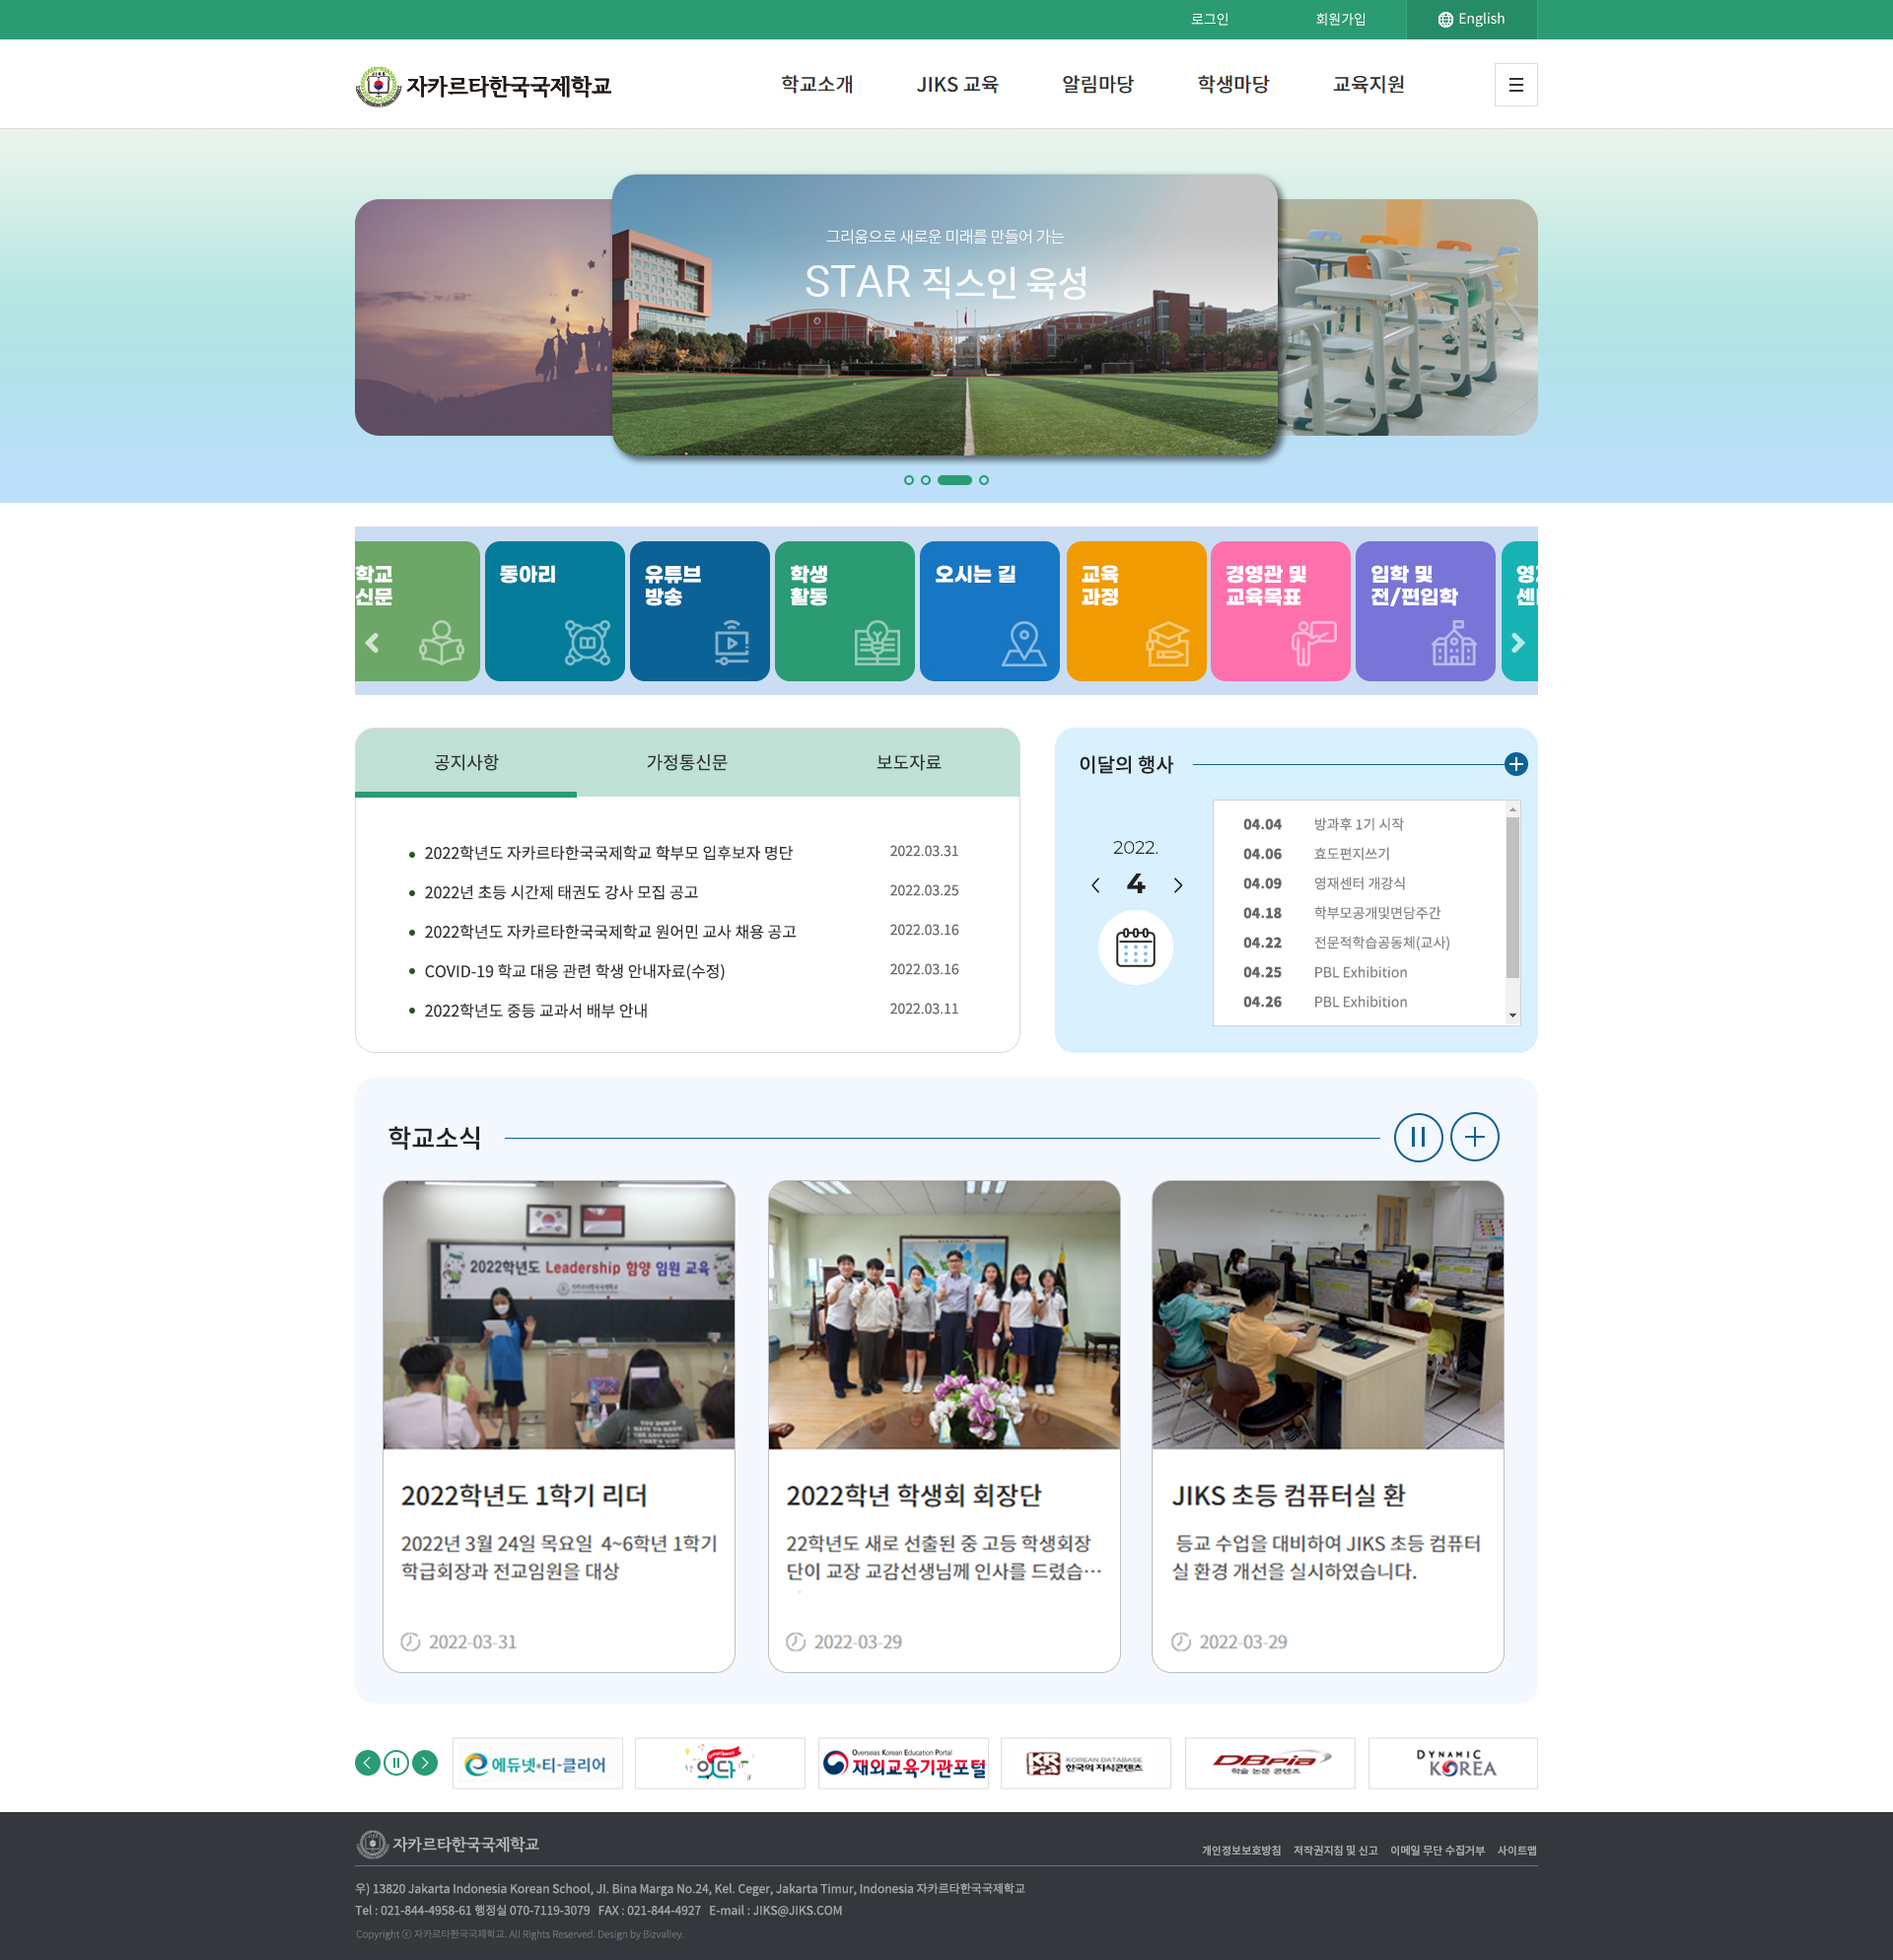 로그인 회원가입 English
자카르타한국국제학교 학교소개 JIKS 교육 알림마당 학생마당 교육지원
그리움으로 새로운 미래를 만들어 가는
STAR 직스인 육성
학교
신문
동아리
유튜브
방송
학생
활동
오시는 길
교육
과정
경영관 및
교육목표
입학 및
전/편입학
공지사항 가정통신문 보도자료
2022학년도 자카르타한국국제학교 학부모 입후보자 명단 2022.03.31
2022년 초등 시간제 태권도 강사 모집 공고 2022.03.25
2022학년도 자카르타한국국제학교 원어민 교사 채용 공고 2022.03.16
COVID-19 학교 대응 관련 학생 안내자료(수정) 2022.03.16
2022학년도 중등 교과서 배부 안내 2022.03.11
이달의 행사
2022.
4
04.04 방과후 1기 시작
04.06 효도편지쓰기
04.09 영재센터 개강식
04.18 학부모공개및면담주간
04.22 전문적학습공동체(교사)
04.25 PBL Exhibition
04.26 PBL Exhibition
학교소식
2022학년도 Leadership 함양 임원 교육
자카르타한국국제학교
2022학년도 1학기 리더
2022년 3월 24일 목요일 4~6학년 1학기
학급회장과 전교임원을 대상
2022-03-31
2022학년 학생회 회장단
22학년도 새로 선출된 중 고등 학생회장
단이 교장 교감선생님께 인사를 드렸습…
2022-03-29
JIKS 초등 컴퓨터실 환
등교 수업을 대비하여 JIKS 초등 컴퓨터
실 환경 개선을 실시하였습니다.
2022-03-29
에듀넷•티-클리어
잇다
Overseas Korean Education Portal
재외교육기관포털
KRPS
KOREAN DATABASE
한국의 지식콘텐츠
DBpia
학술 논문 콘텐츠
DYNAMIC
KOREA
자카르타한국국제학교
개인정보보호방침 저작권지침 및 신고 이메일 무단 수집거부 사이트맵
우) 13820 Jakarta Indonesia Korean School, JI. Bina Marga No.24, Kel. Ceger, Jakarta Timur, Indonesia 자카르타한국국제학교
Tel : 021-844-4958-61 행정실 070-7119-3079 FAX : 021-844-4927 E-mail : JIKS@JIKS.COM
Copyright ⓒ 자카르타한국국제학교. All Rights Reserved. Design by Bizvalley.